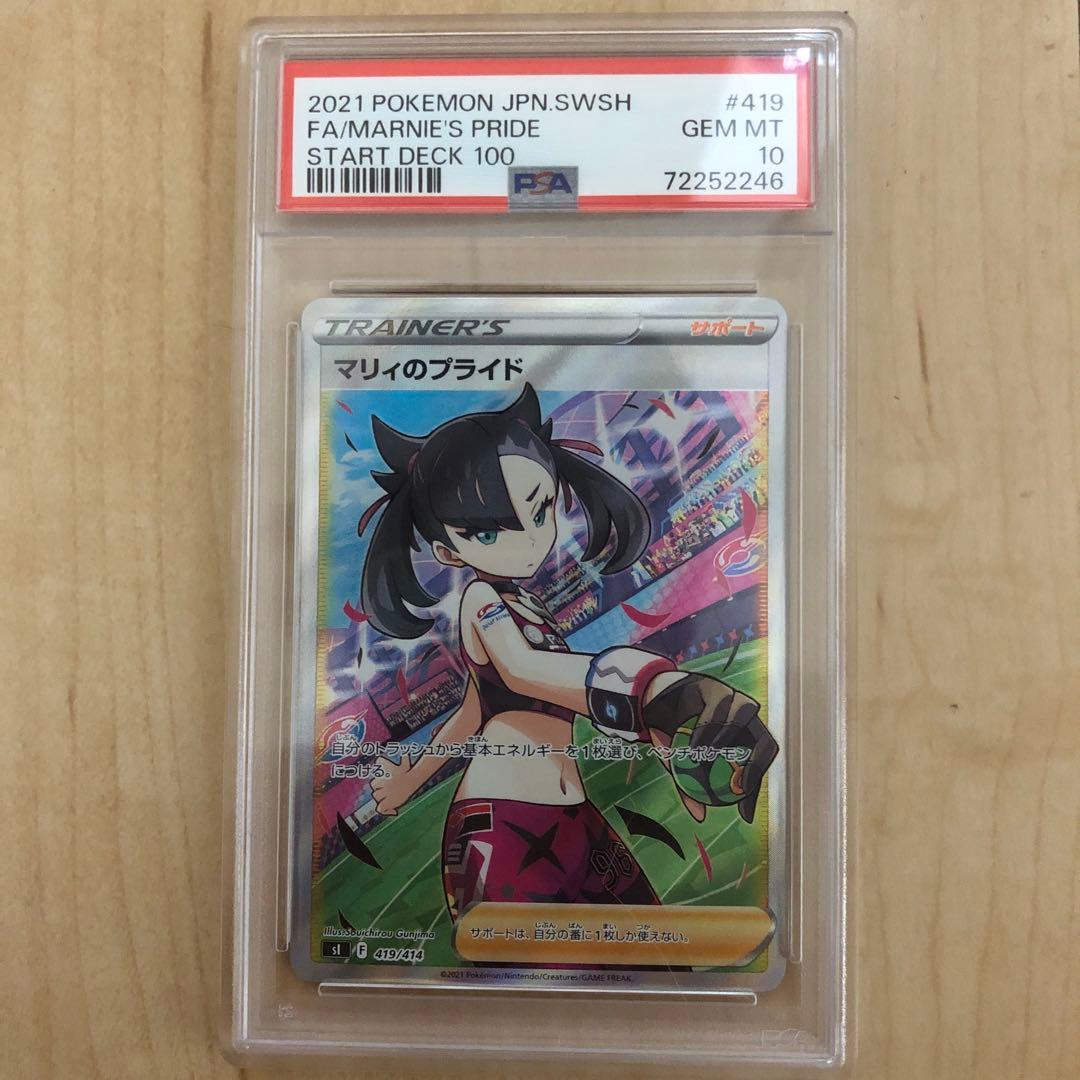 2021 POKEMON JPN.SWSH #419
FA/MARNIE'S PRIDE GEM MT
START DECK 100 10
PSA 72252246
TRAINER'S サポート
マリィのプライド
自分のトラッシュから基本エネルギーを1枚選び、ベンチポケモン
につける。
96
Illus.Souichirou Gunjima
サポートは、自分の番に1枚しか使えない。
sI F 419/414
©2021 Pokémon/Nintendo/Creatures/GAME FREAK